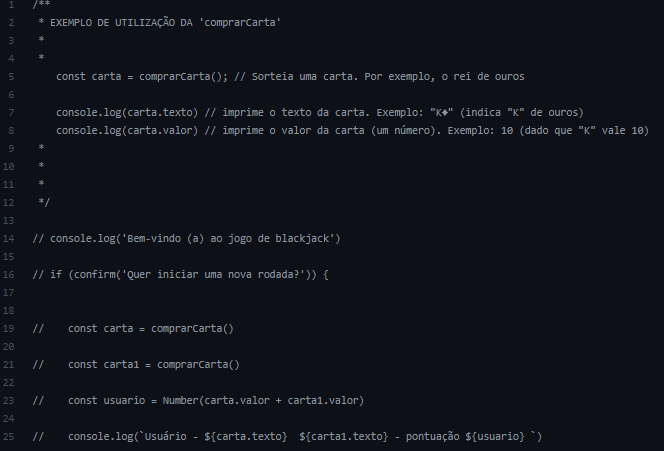 1 /**
2 * EXEMPLO DE UTILIZAÇÃO DA 'comprarCarta'
3 *
4 *
5 const carta = comprarCarta(); // Sorteia uma carta. Por exemplo, o rei de ouros
6
7 console.log(carta.texto) // imprime o texto da carta. Exemplo: "K♦️" (indica "K" de ouros)
8 console.log(carta.valor) // imprime o valor da carta (um número). Exemplo: 10 (dado que "K" vale 10)
9 *
10 *
11 *
12 */
13
14 // console.log('Bem-vindo (a) ao jogo de blackjack')
15
16 // if (confirm('Quer iniciar uma nova rodada?')) {
17
18
19 // const carta = comprarCarta()
20
21 // const carta1 = comprarCarta()
22
23 // const usuario = Number(carta.valor + carta1.valor)
24
25 // console.log(`Usuário - ${carta.texto}  ${carta1.texto} - pontuação ${usuario} `)